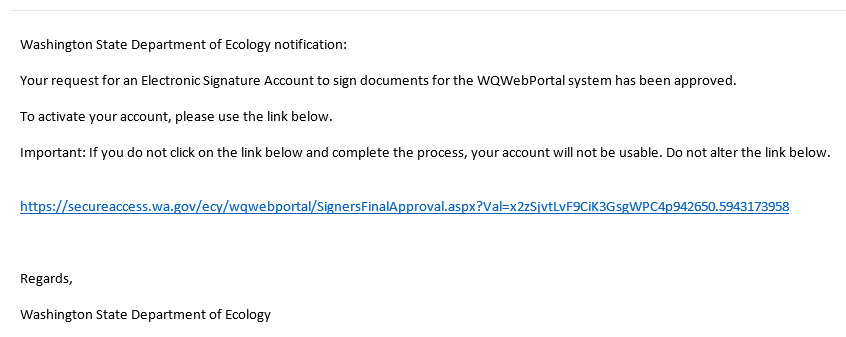 Washington State Department of Ecology notification:
Your request for an Electronic Signature Account to sign documents for the WQWebPortal system has been approved.
To activate your account, please use the link below.
Important: If you do not click on the link below and complete the process, your account will not be usable. Do not alter the link below.
https://secureaccess.wa.gov/ecy/wqwebportal/SignersFinalApproval.aspx?Val=x2zSjvtLvF9CiK3GsgWPC4p942650.5943173958
Regards,
Washington State Department of Ecology